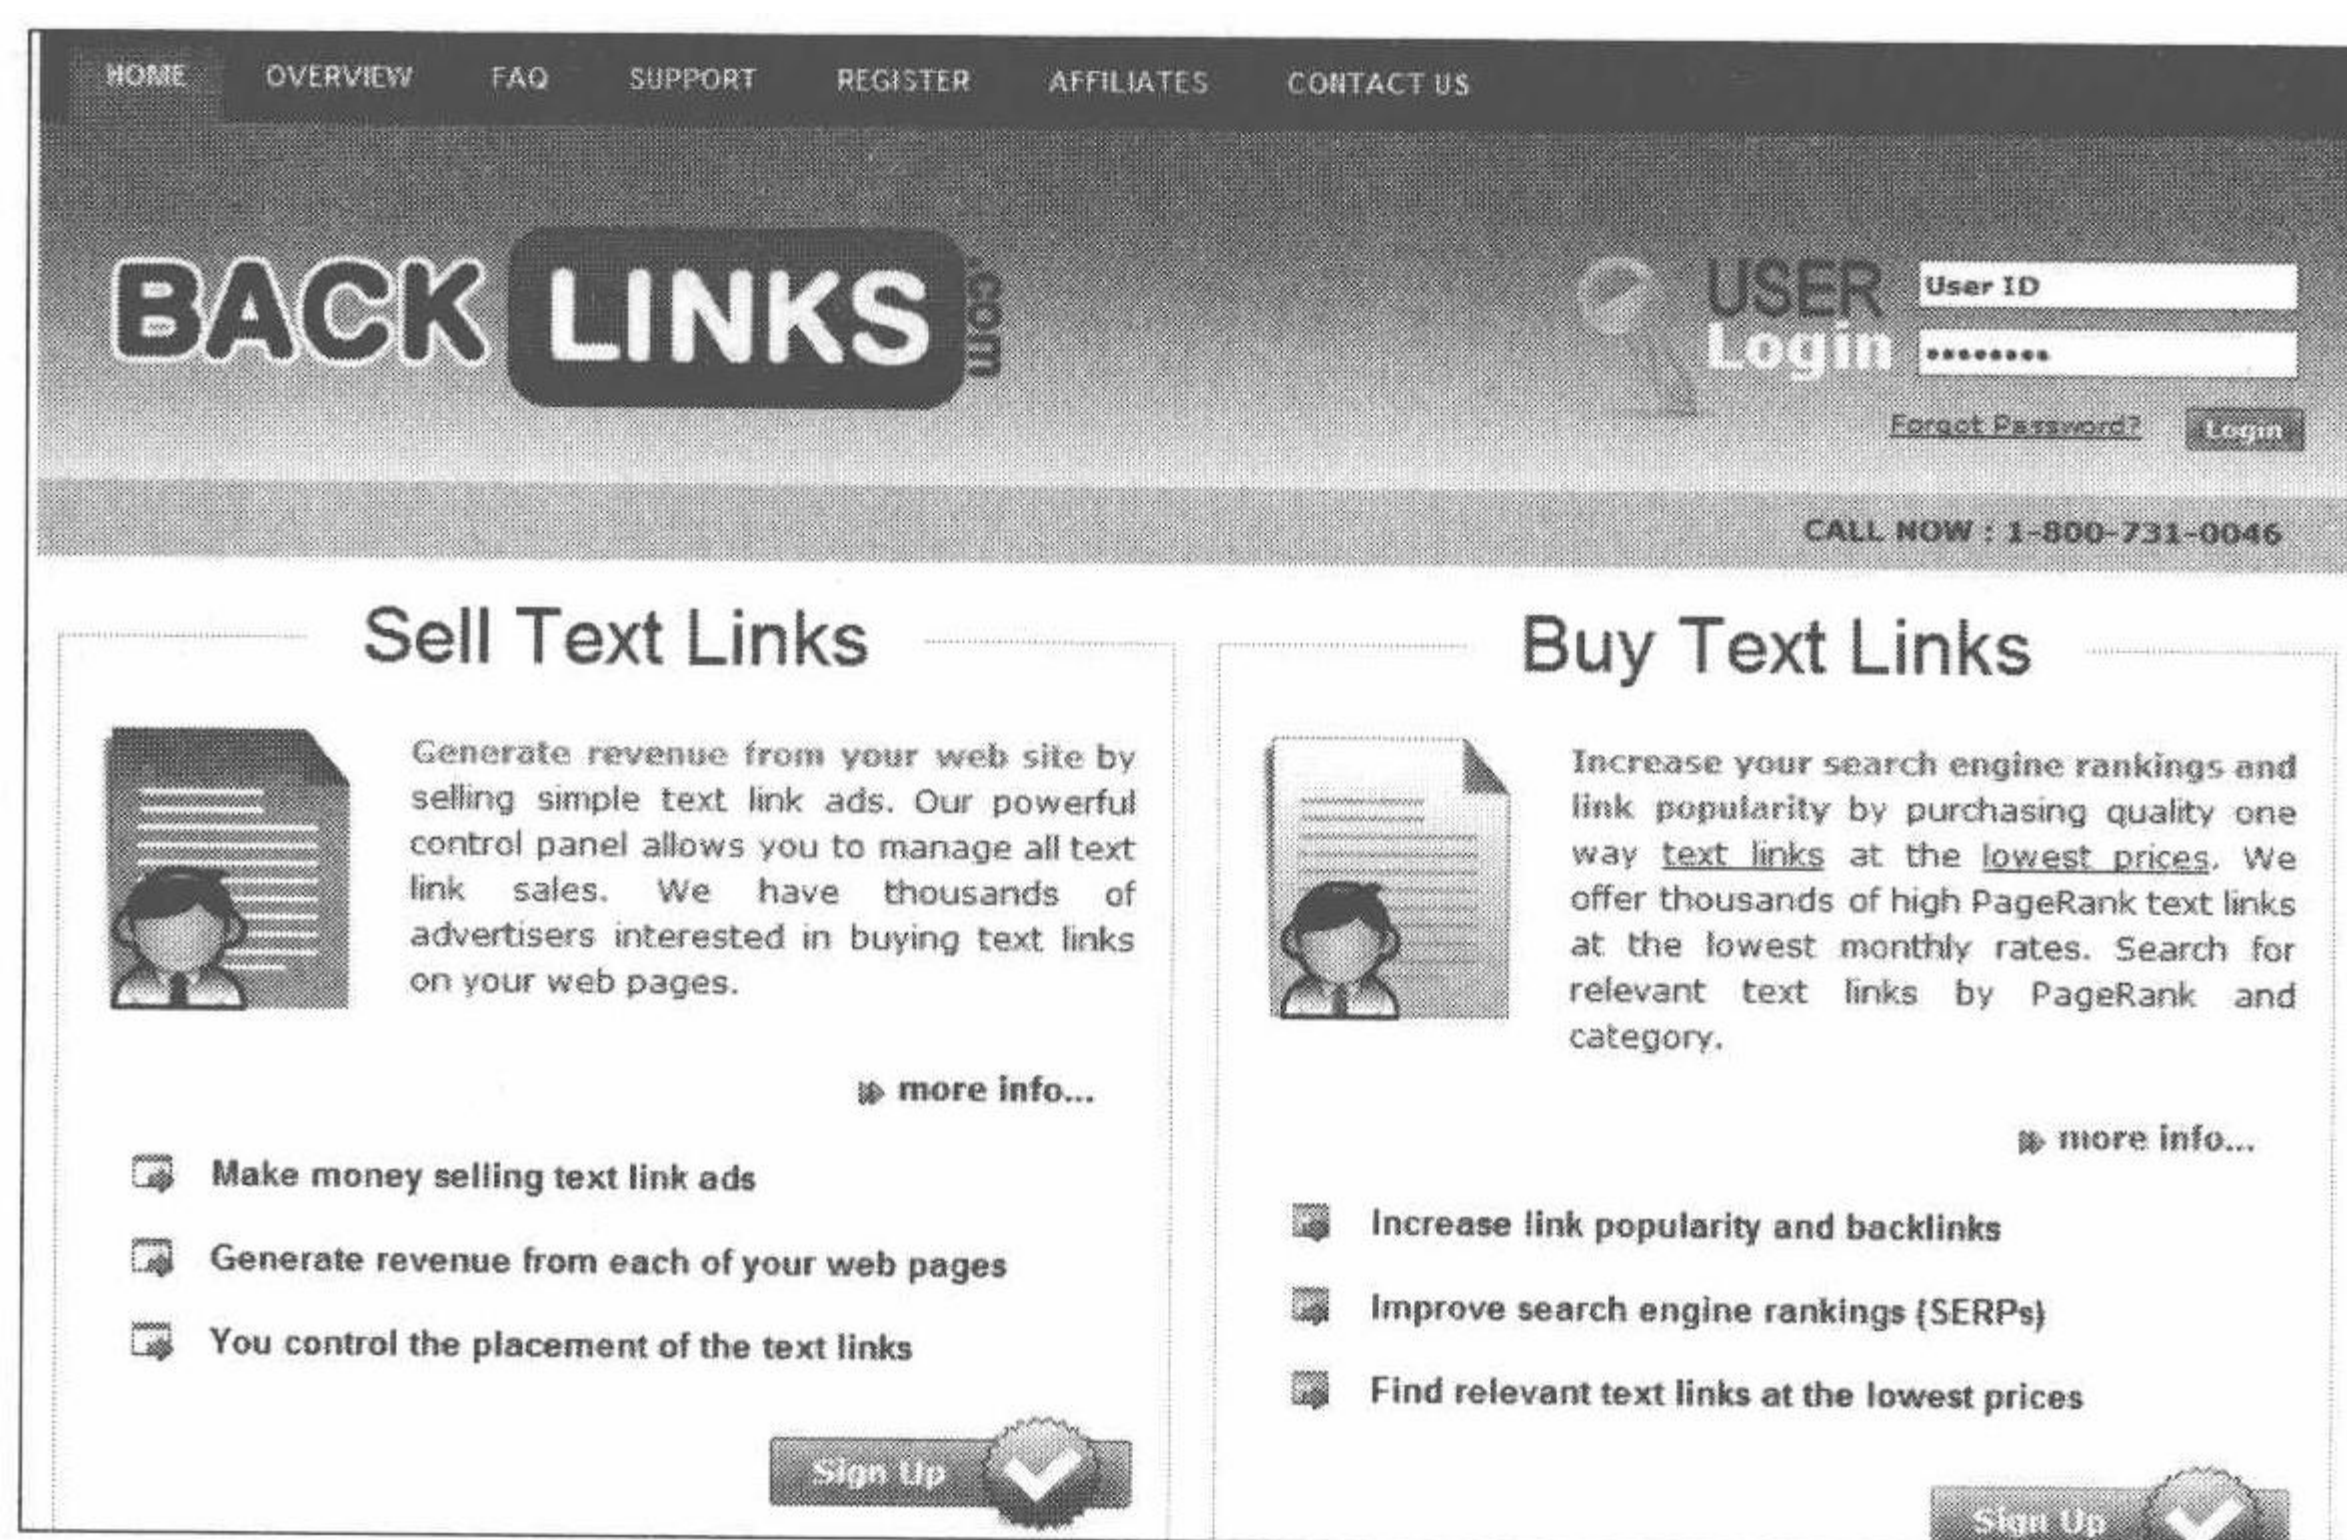 HOME OVERVIEW FAQ SUPPORT REGISTER AFFILIATES CONTACT US
BACK LINKS .com
USER
Login
User ID
Forgot Password? Login
CALL NOW : 1-800-731-0046
Sell Text Links
Generate revenue from your web site by
selling simple text link ads. Our powerful
control panel allows you to manage all text
link sales. We have thousands of
advertisers interested in buying text links
on your web pages.
more info...
Make money selling text link ads
Generate revenue from each of your web pages
You control the placement of the text links
Sign Up
Buy Text Links
Increase your search engine rankings and
link popularity by purchasing quality one
way text links at the lowest prices. We
offer thousands of high PageRank text links
at the lowest monthly rates. Search for
relevant text links by PageRank and
category.
more info...
Increase link popularity and backlinks
Improve search engine rankings (SERPs)
Find relevant text links at the lowest prices
Sign Up